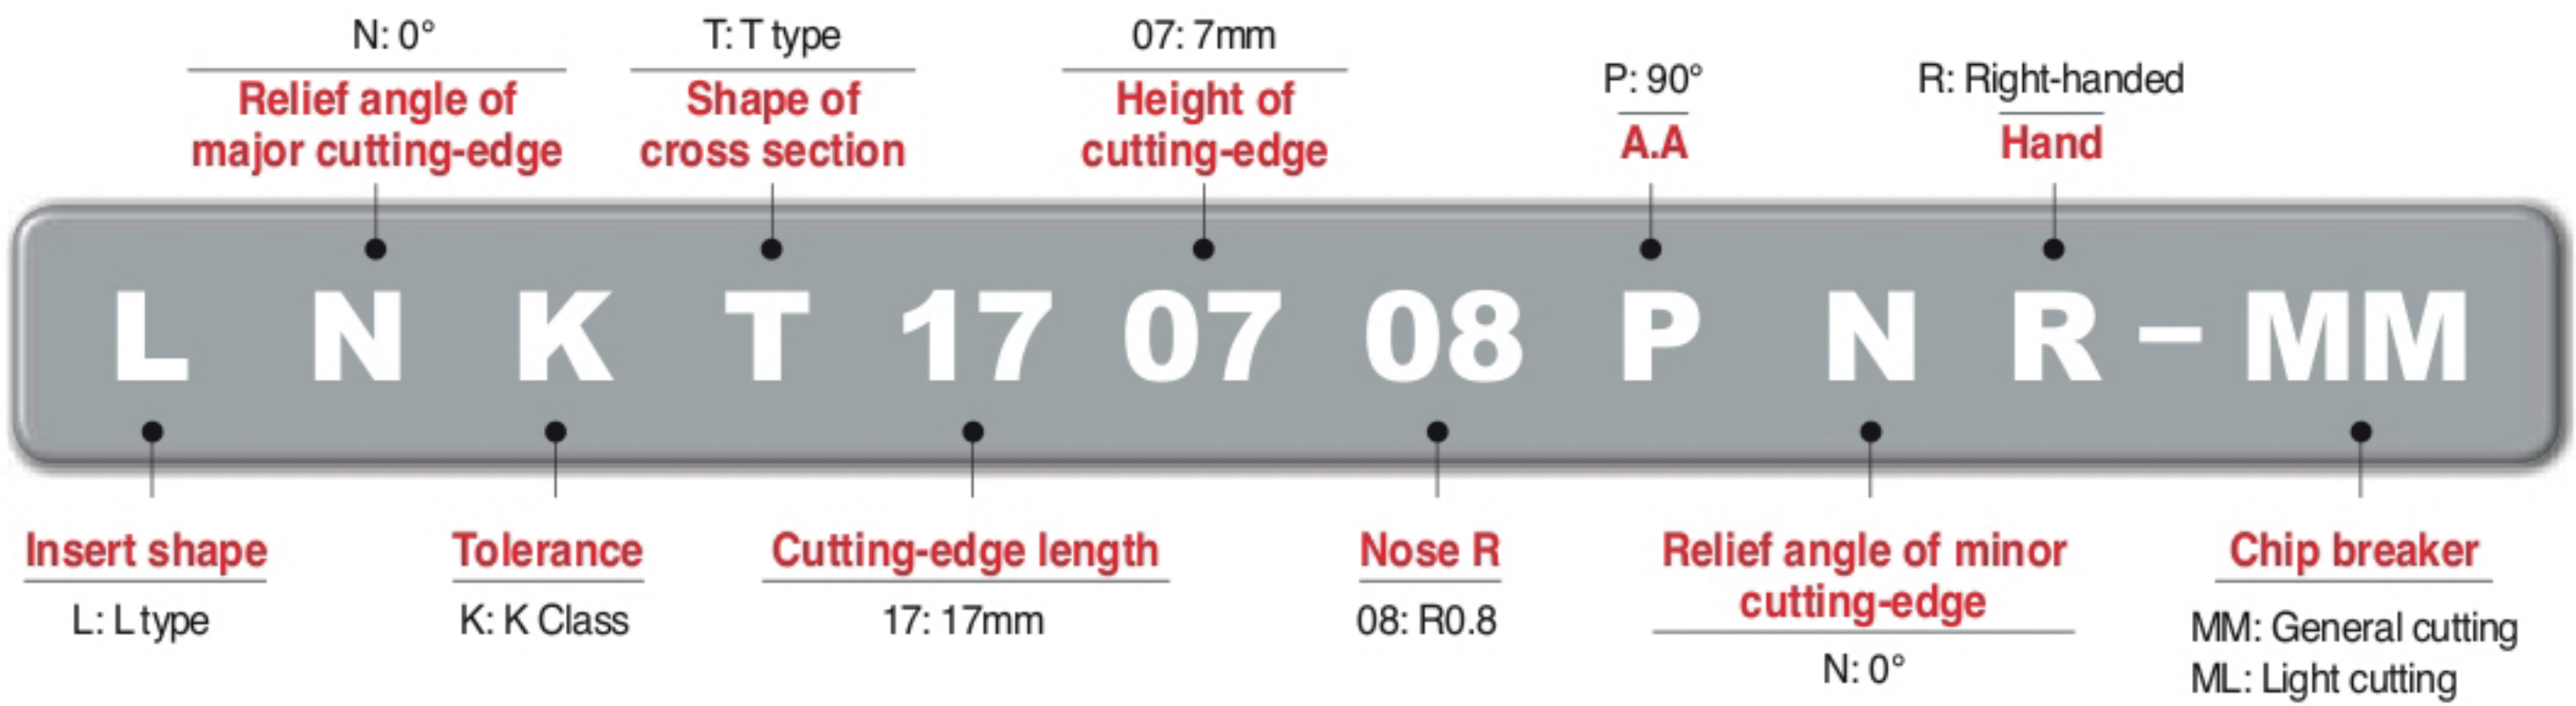 N: 0°
Relief angle of
major cutting-edge
T: T type
Shape of
cross section
07: 7mm
Height of
cutting-edge
P: 90°
A.A
R: Right-handed
Hand
L N K T 17 07 08 P N R – MM
Insert shape
L: L type
Tolerance
K: K Class
Cutting-edge length
17: 17mm
Nose R
08: R0.8
Relief angle of minor
cutting-edge
N: 0°
Chip breaker
MM: General cutting
ML: Light cutting